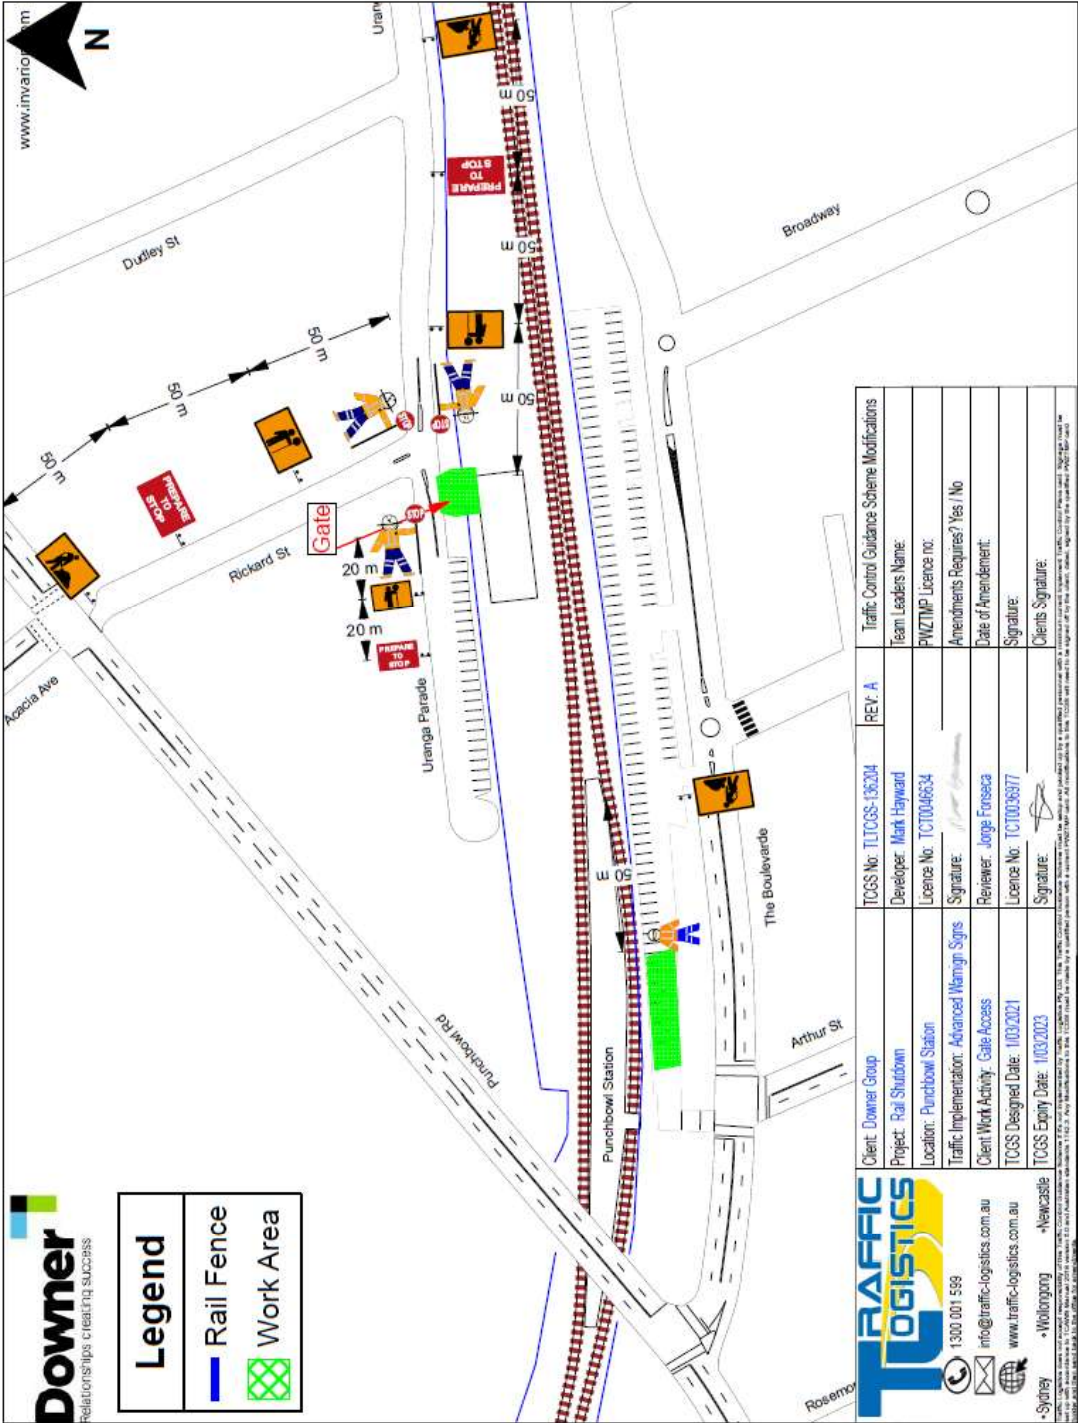 www.invarion.com
N
Downer
Relationships creating success
Legend
Rail Fence
Work Area
Acacia Ave
Dudley St
Rickard St
Gate
Uranga Parade
Punchbowl Rd
Punchbowl Station
The Boulevarde
Arthur St
Broadway
50 m
50 m
50 m
PREPARE
TO
STOP
STOP
STOP
STOP
20 m
20 m
PREPARE
TO
STOP
50 m
PREPARE
TO
STOP
50 m
50 m
50 m
TRAFFIC
LOGISTICS
1300 001 599
info@traffic-logistics.com.au
www.traffic-logistics.com.au
•Sydney •Wollongong •Newcastle
Client: Downer Group
Project: Rail Shutdown
Location: Punchbowl Station
Traffic Implementation: Advanced Warnign Signs
Client Work Activity: Gate Access
TCGS Designed Date: 1/03/2021
TCGS Expiry Date: 1/03/2023
TCGS No: TLTCGS-136204
REV: A
Developer: Mark Hayward
Licence No: TCT0046634
Signature:
Reviewer: Jorge Fonseca
Licence No: TCT0036977
Signature:
Traffic Control Guidance Scheme Modifications
Team Leaders Name:
PWZTMP Licence no:
Amendments Requires? Yes / No
Date of Amendement:
Signature:
Clients Signature: